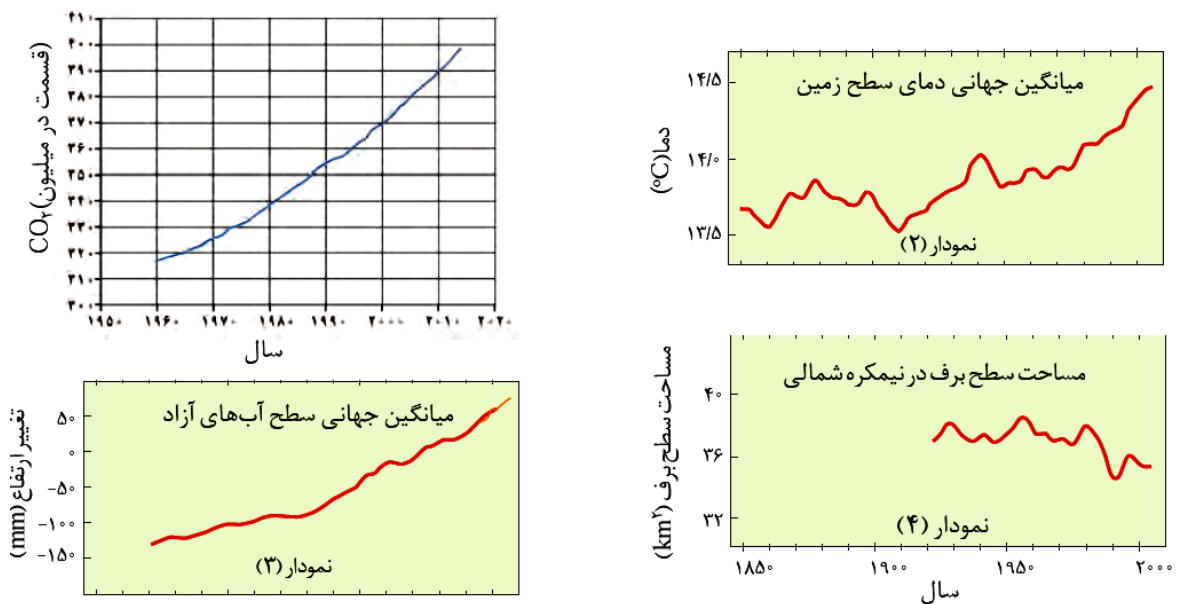 ۴۱۰
۴۰۰
۳۹۰
۳۸۰
۳۷۰
۳۶۰
۳۵۰
۳۴۰
۳۳۰
۳۲۰
۳۱۰
۳۰۰
CO₂ (قسمت در میلیون)
۱۹۵۰ ۱۹۶۰ ۱۹۷۰ ۱۹۸۰ ۱۹۹۰ ۲۰۰۰ ۲۰۱۰ ۲۰۲۰
سال
میانگین جهانی دمای سطح زمین
۱۴/۵
۱۴/۰
۱۳/۵
دما(°C)
نمودار (۲)
میانگین جهانی سطح آب‌های آزاد
۵۰
۰
-۵۰
-۱۰۰
-۱۵۰
تغییر ارتفاع (mm)
نمودار (۳)
مساحت سطح برف در نیمکره شمالی
۴۰
۳۶
۳۲
مساحت سطح برف (km²)
نمودار (۴)
۱۸۵۰ ۱۹۰۰ ۱۹۵۰ ۲۰۰۰
سال